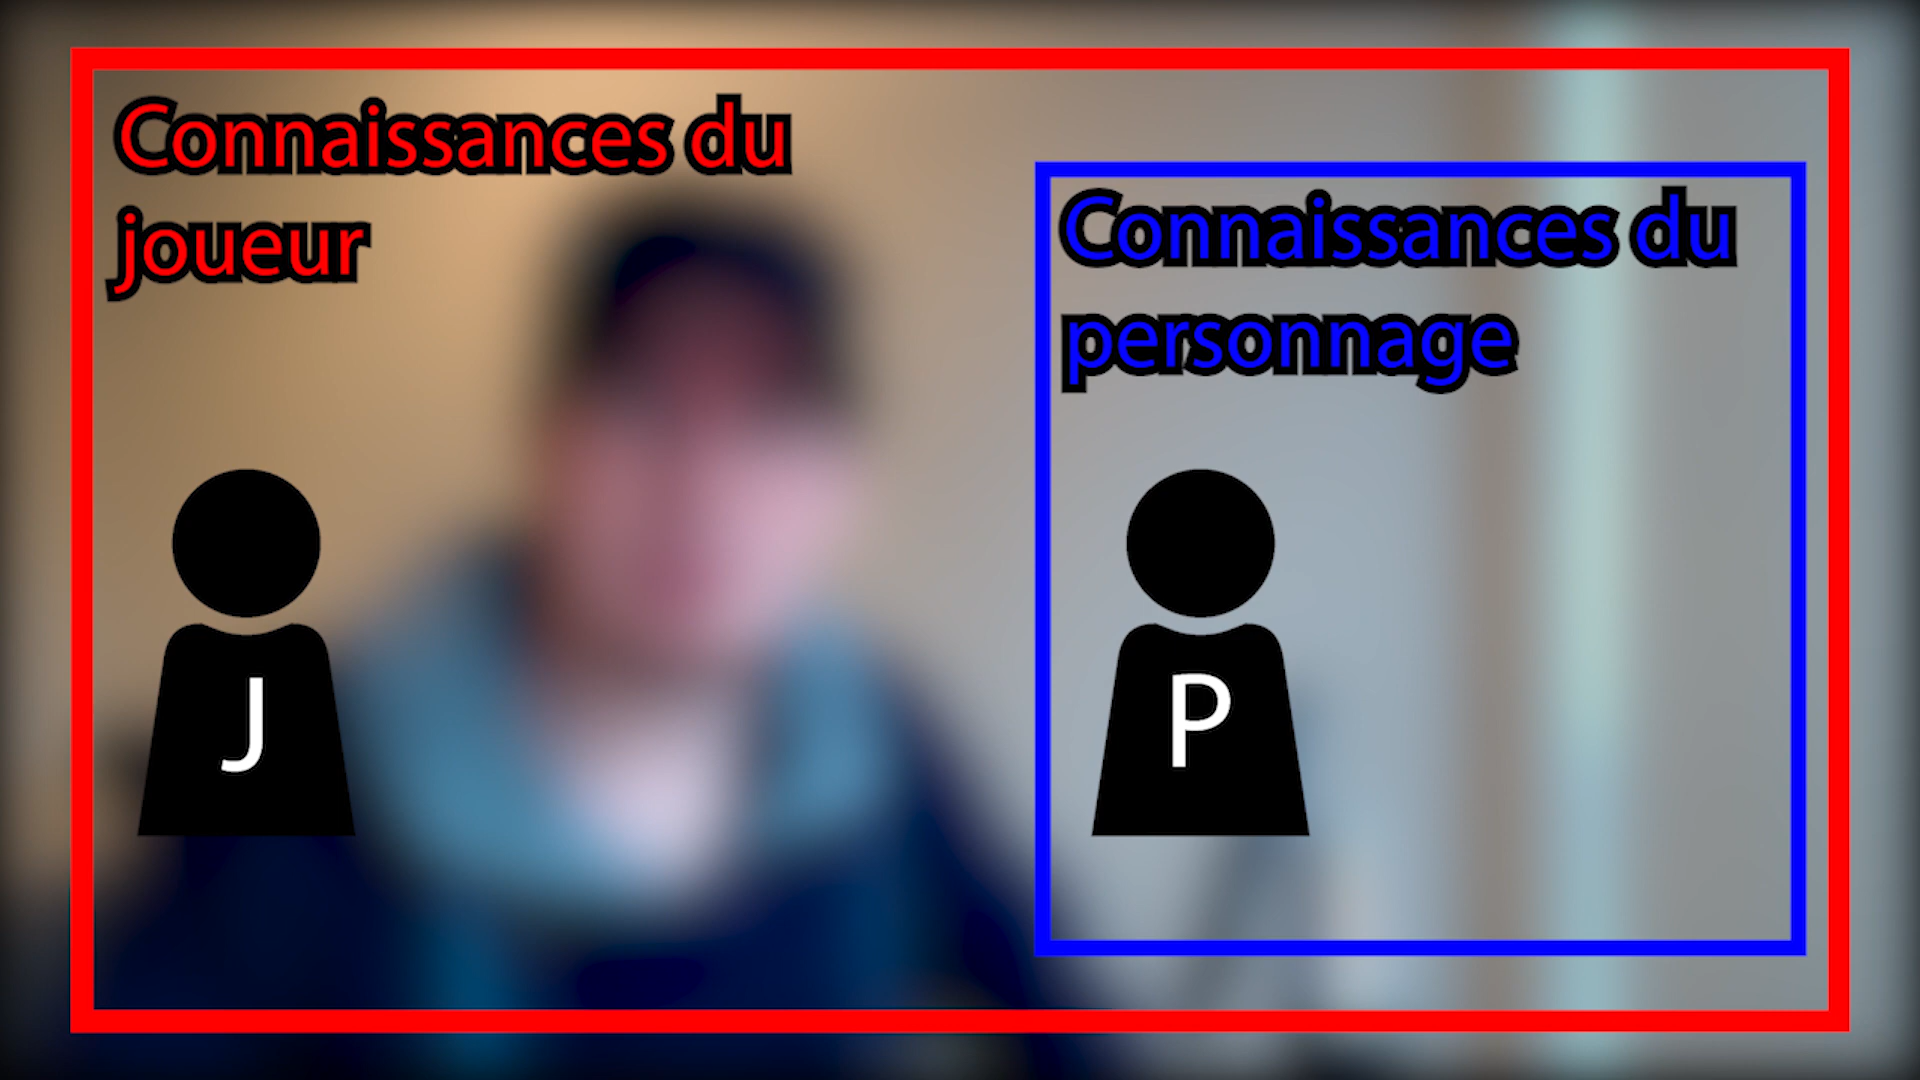 Connaissances du
joueur
Connaissances du
personnage
J
P